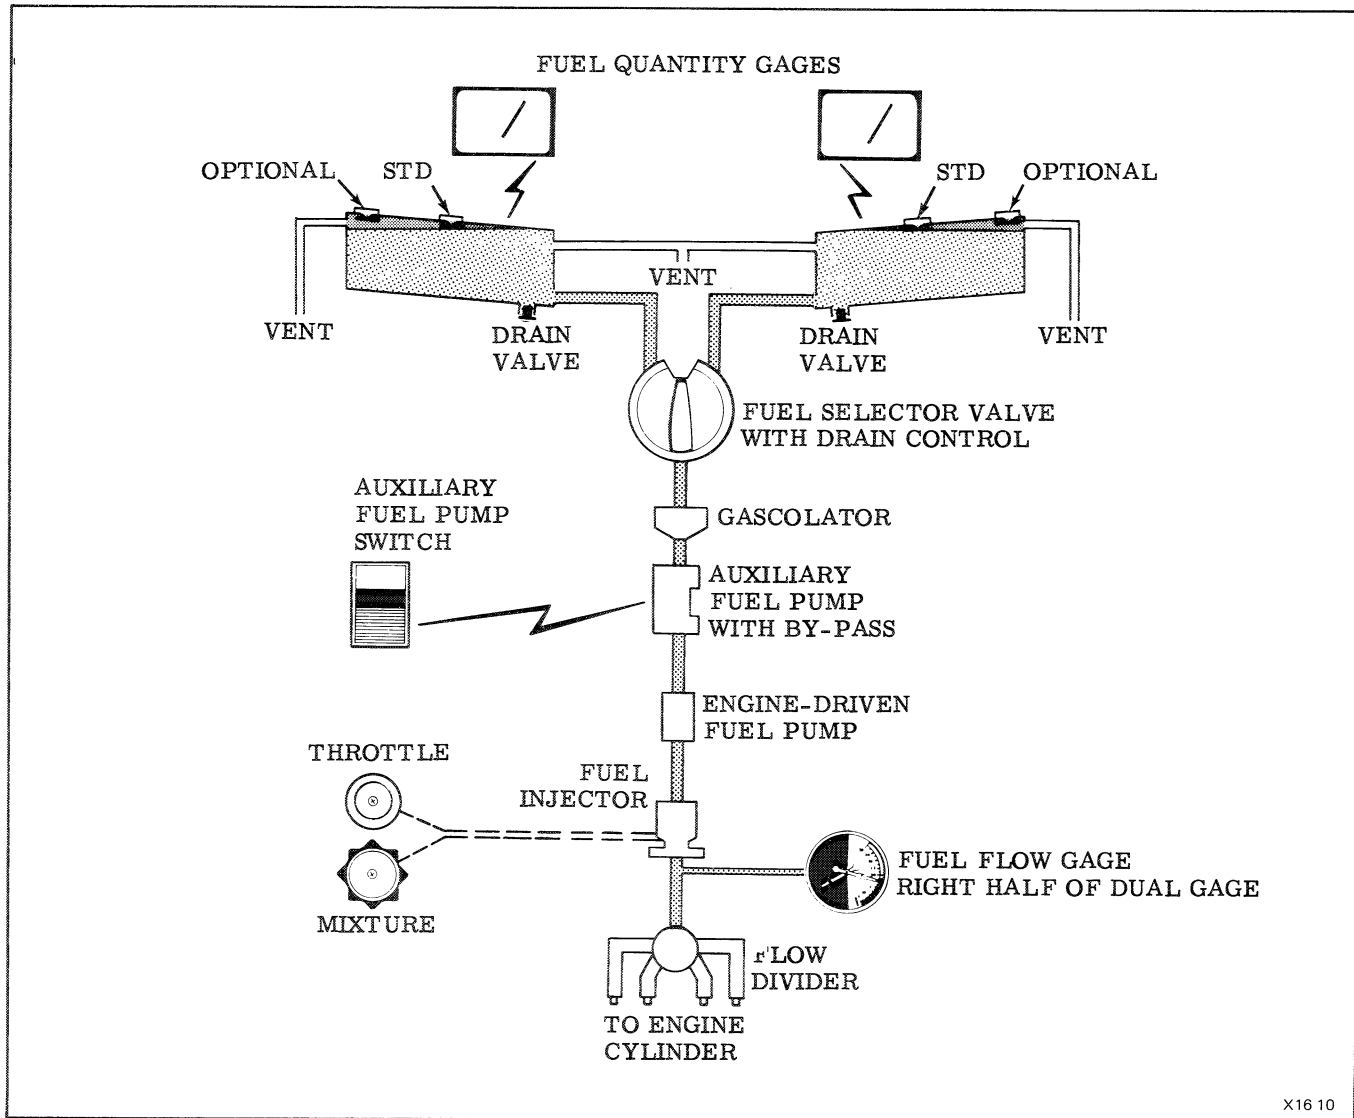 FUEL QUANTITY GAGES
OPTIONAL
STD
STD
OPTIONAL
VENT
VENT
DRAIN
VALVE
DRAIN
VALVE
VENT
FUEL SELECTOR VALVE
WITH DRAIN CONTROL
AUXILIARY
FUEL PUMP
SWITCH
GASCOLATOR
AUXILIARY
FUEL PUMP
WITH BY-PASS
ENGINE-DRIVEN
FUEL PUMP
THROTTLE
FUEL
INJECTOR
FUEL FLOW GAGE
RIGHT HALF OF DUAL GAGE
MIXTURE
FLOW
DIVIDER
TO ENGINE
CYLINDER
X16 10